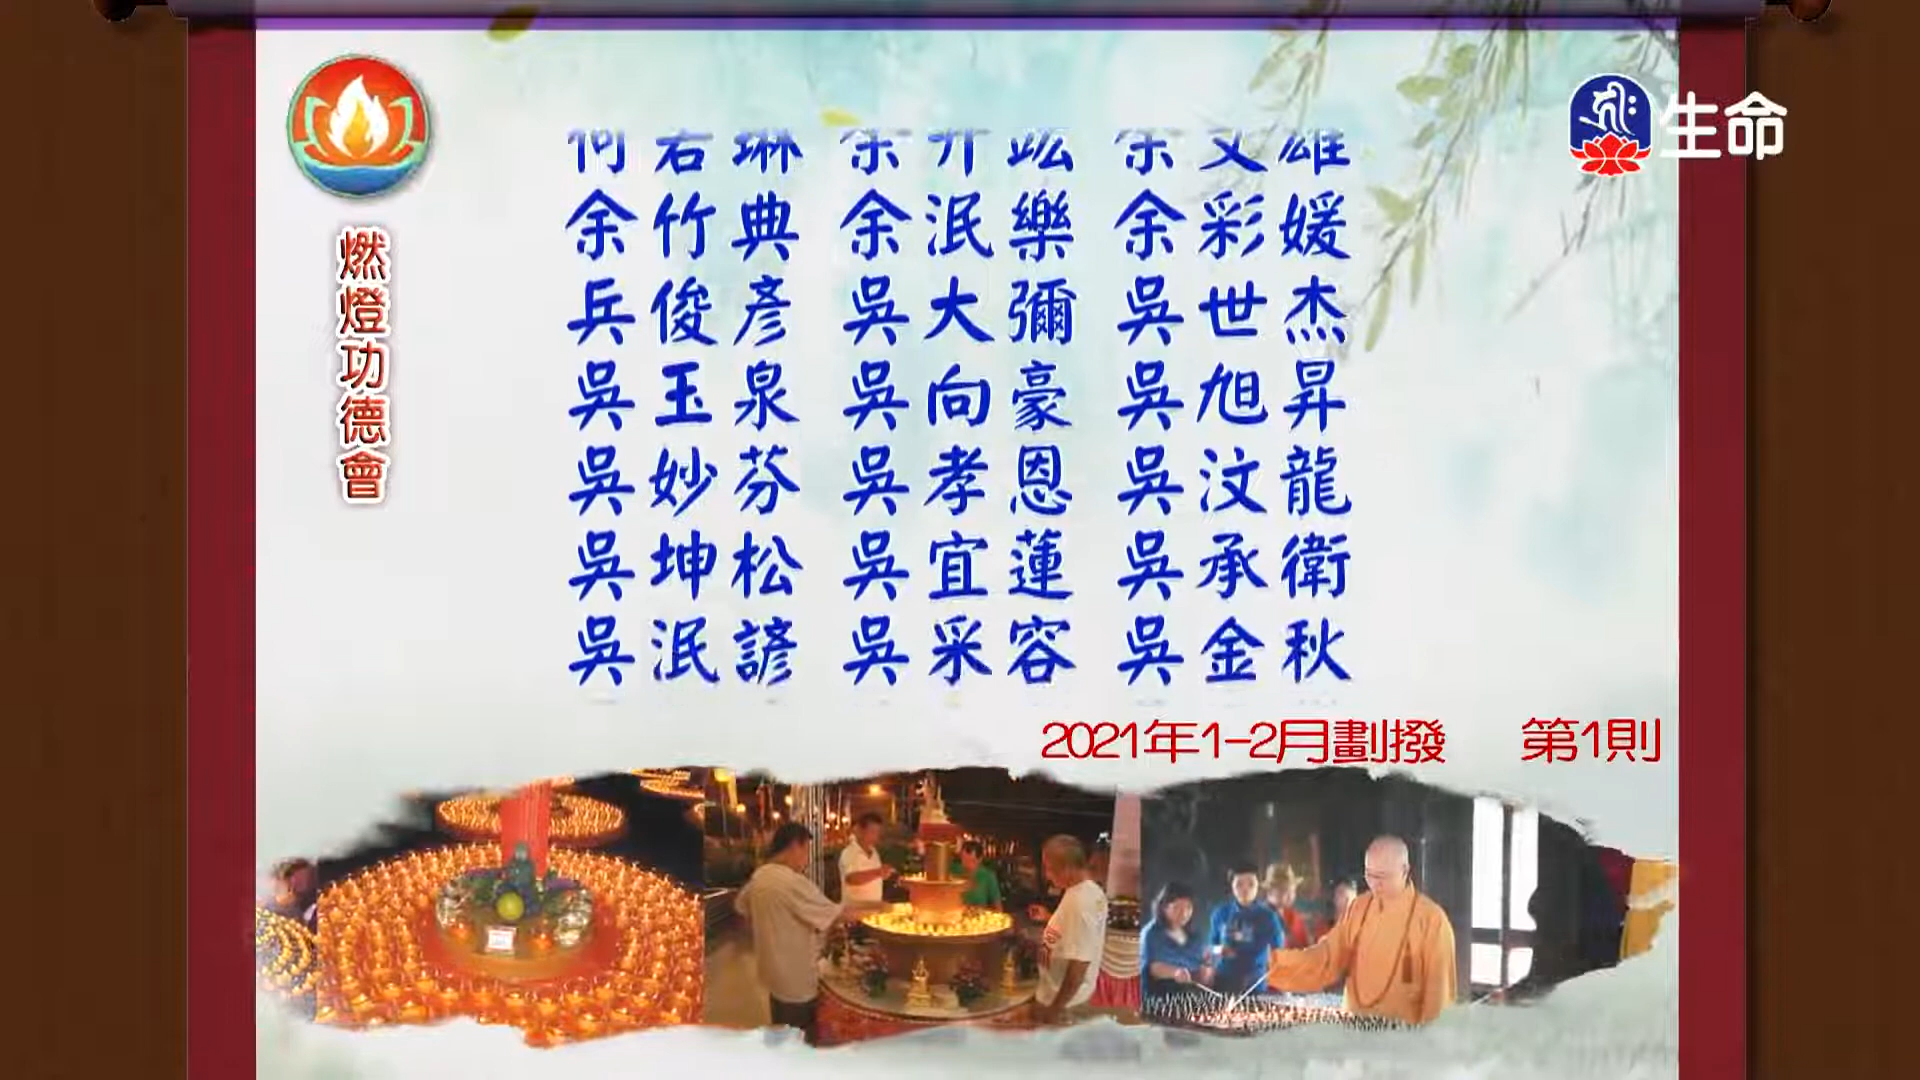 生命
燃燈功德會
余竹典 余泯樂 余彩媛
兵俊彥 吳大彌 吳世杰
吳玉泉 吳向豪 吳旭昇
吳妙芬 吳孝恩 吳汶龍
吳坤松 吳宜蓮 吳承衛
吳泯諺 吳采容 吳金秋
2021年1-2月劃撥 第1則